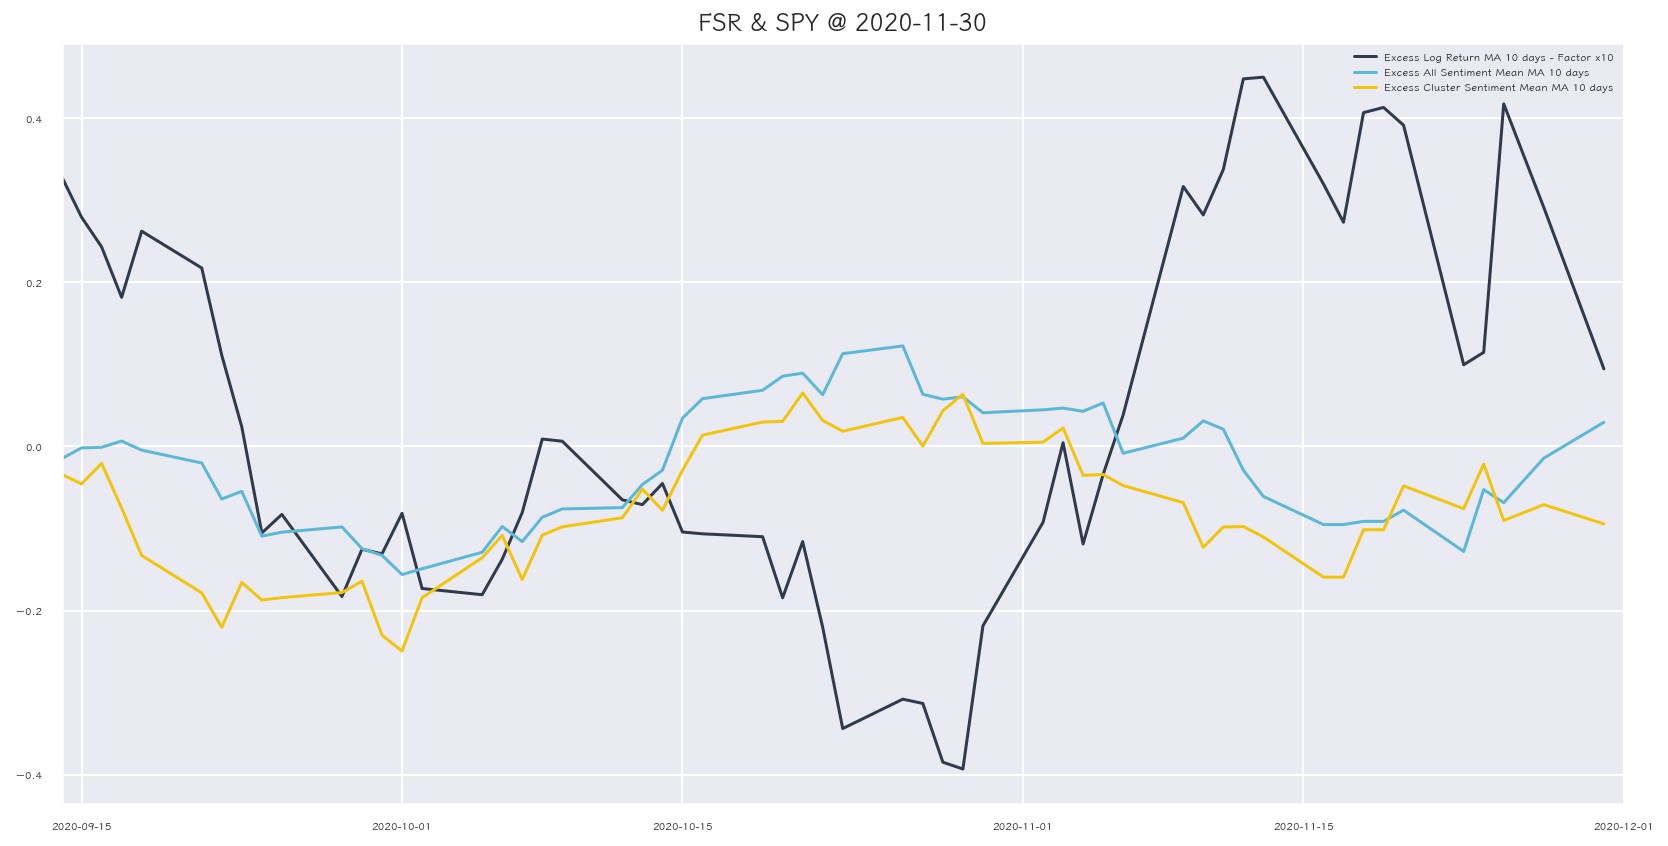 FSR & SPY @ 2020-11-30
Excess Log Return MA 10 days - Factor x10
Excess All Sentiment Mean MA 10 days
Excess Cluster Sentiment Mean MA 10 days
0.4
0.2
0.0
−0.2
−0.4
2020-09-15 2020-10-01 2020-10-15 2020-11-01 2020-11-15 2020-12-01